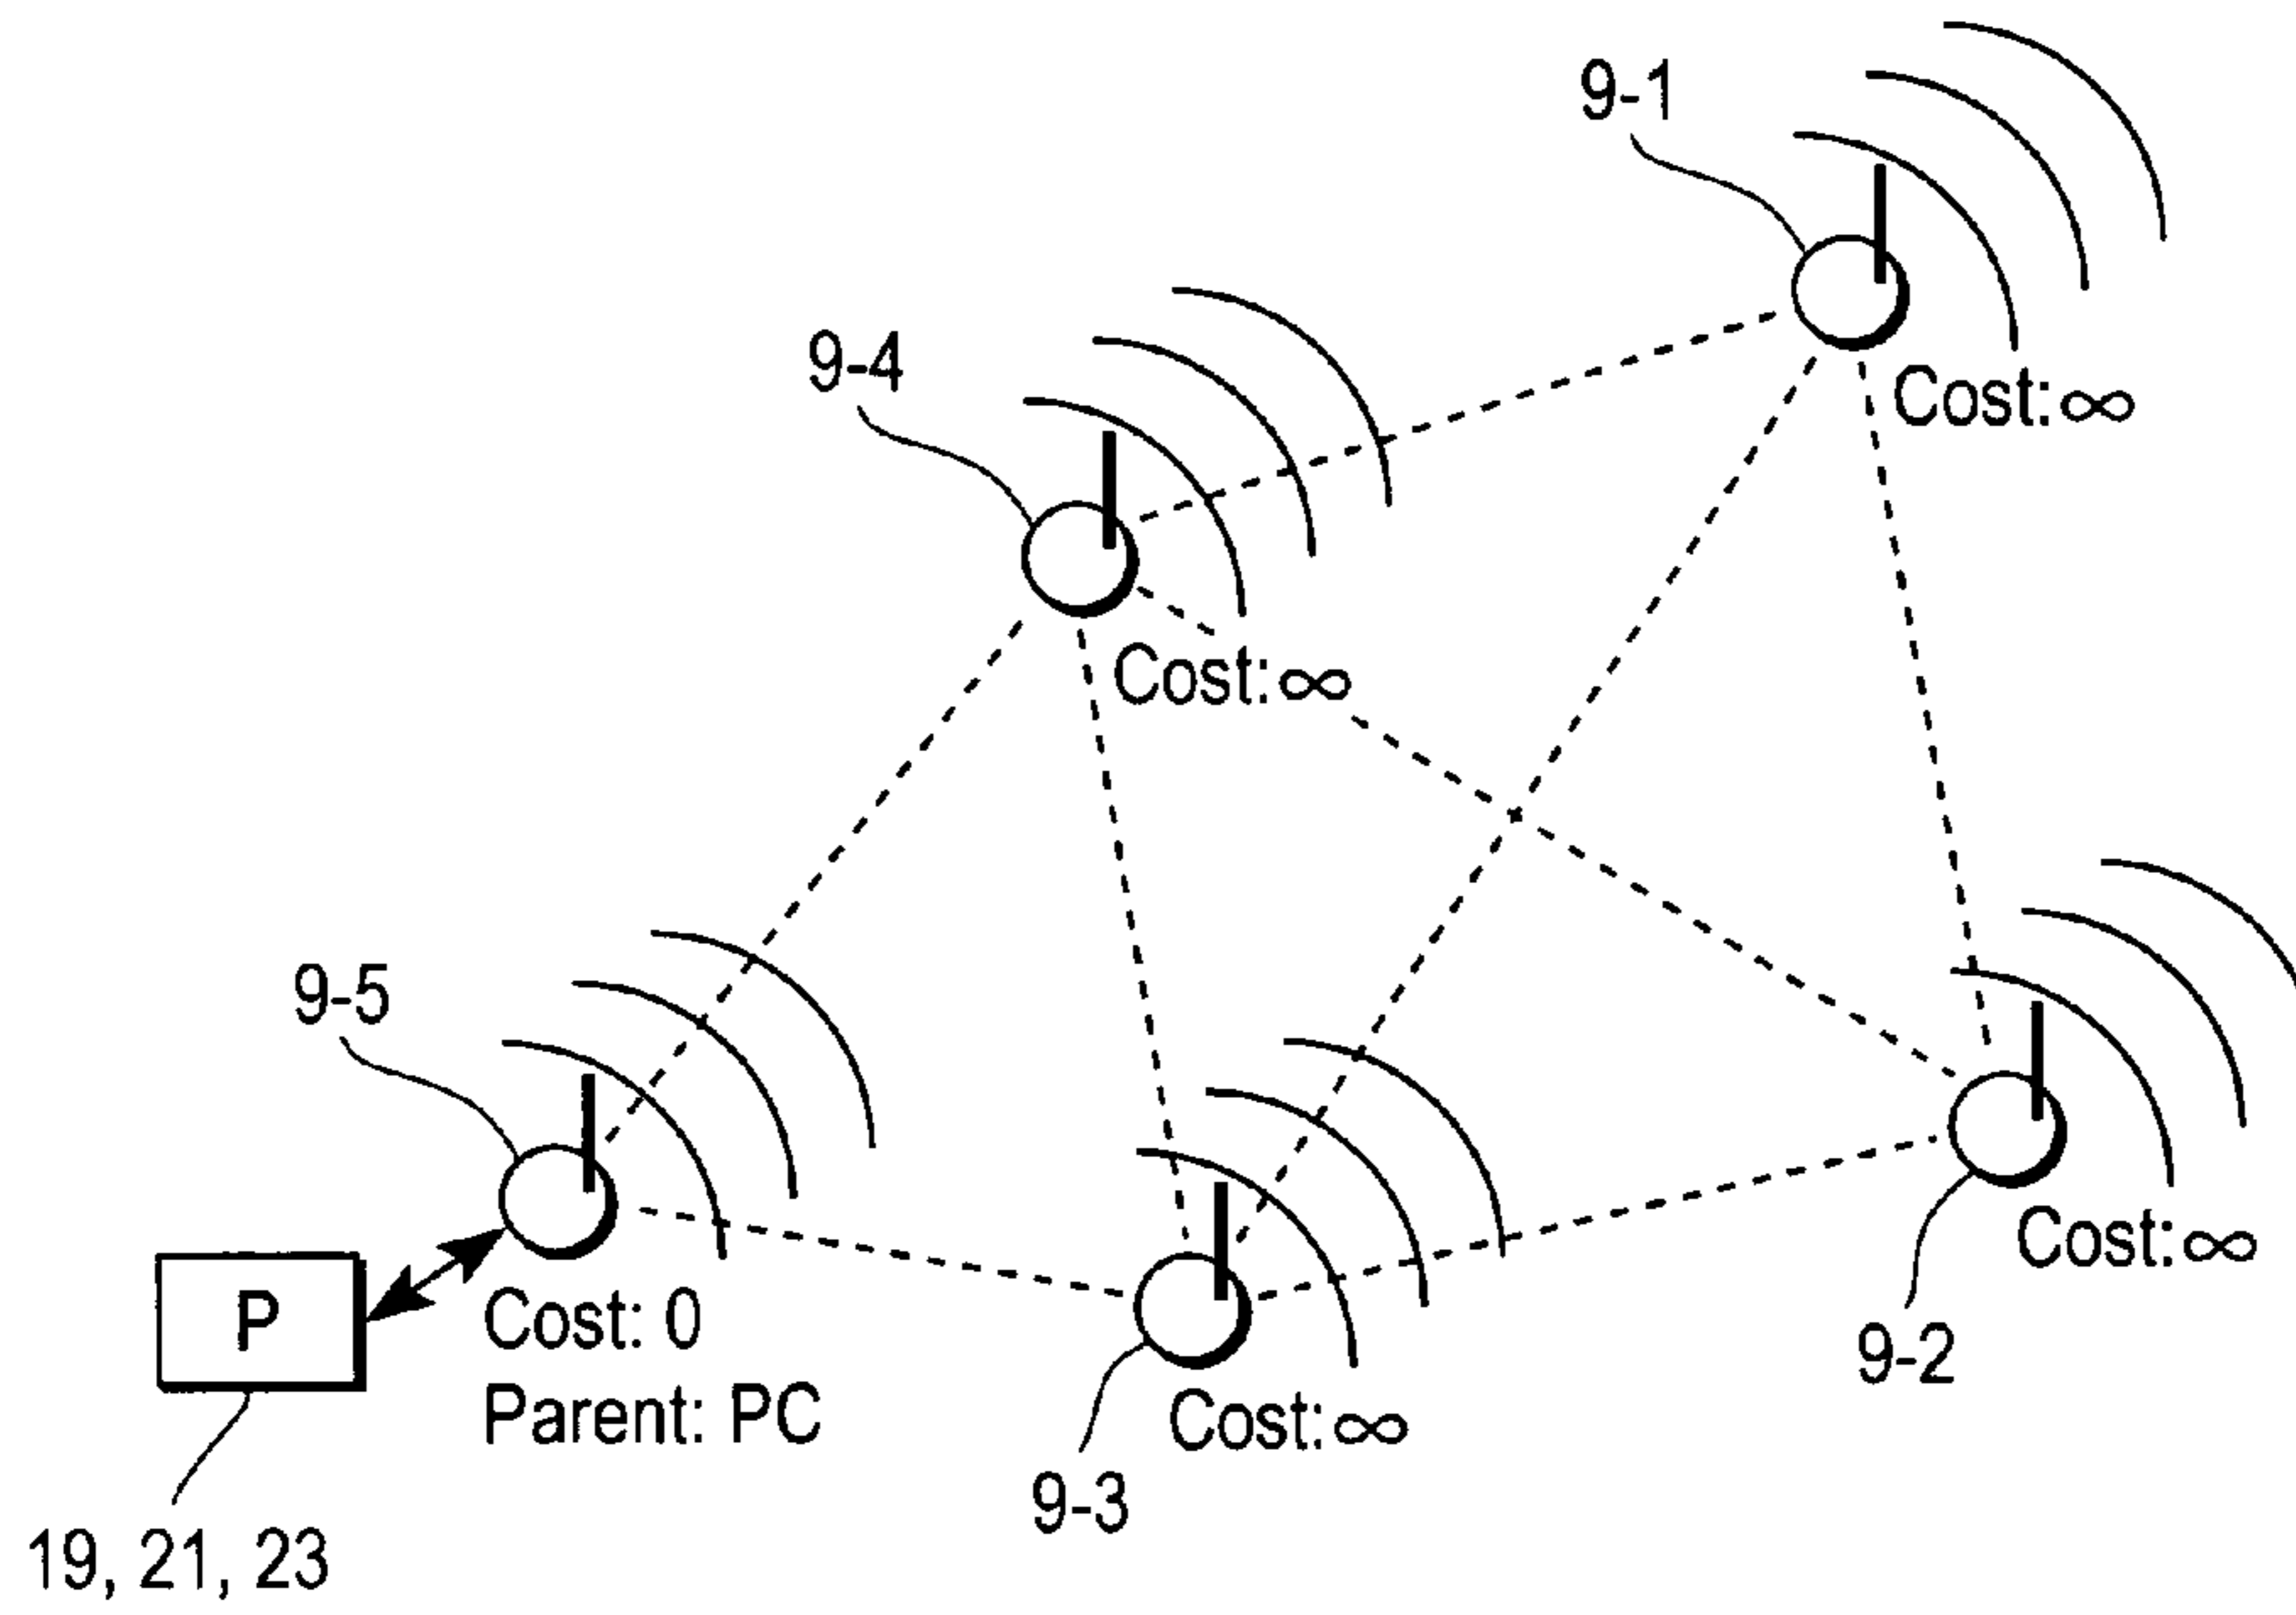 9-1
Cost:∞
9-4
Cost:∞
9-5
P
Cost: 0
Parent: PC
19, 21, 23
Cost:∞
9-3
Cost:∞
9-2